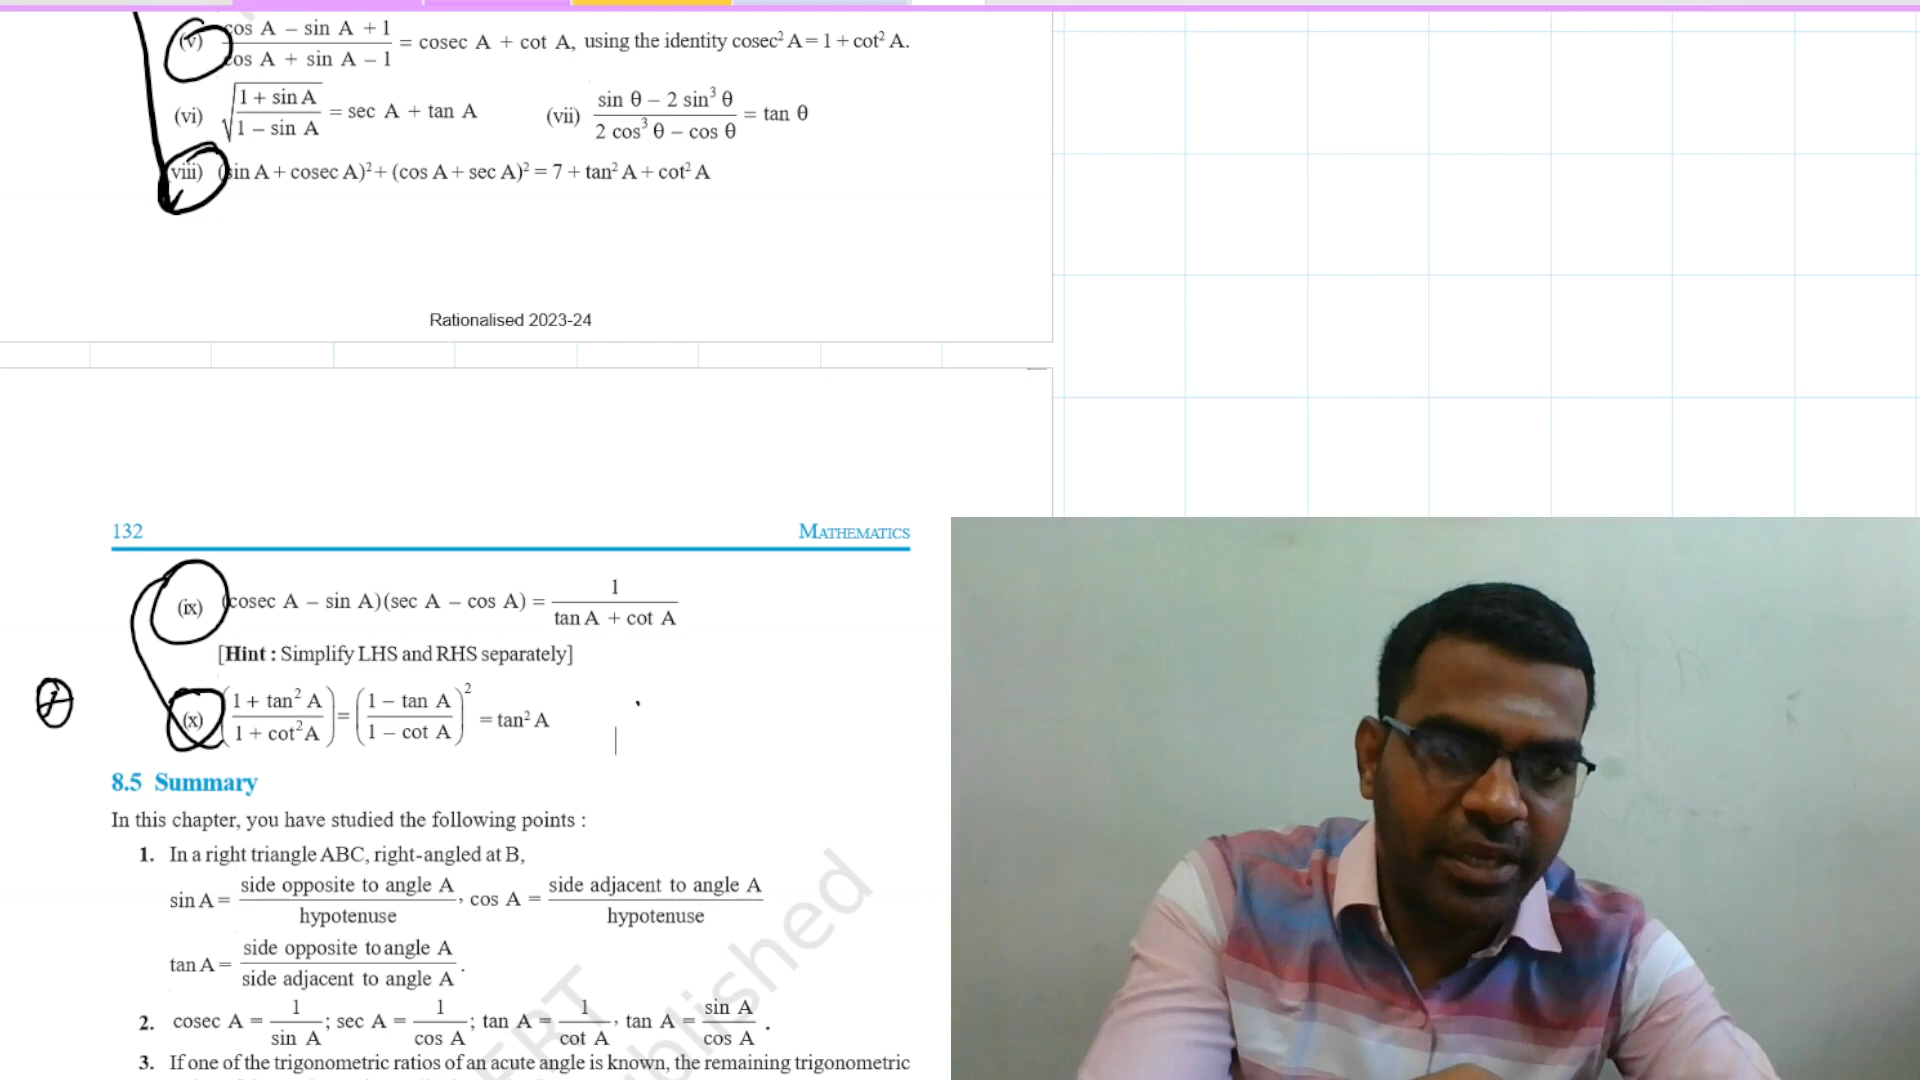 (v) cos A – sin A + 1 / cos A + sin A – 1 = cosec A + cot A, using the identity cosec² A = 1 + cot² A.
(vi) √(1 + sin A / 1 – sin A) = sec A + tan A (vii) sin θ – 2 sin³ θ / 2 cos³ θ – cos θ = tan θ
(viii) (sin A + cosec A)² + (cos A + sec A)² = 7 + tan² A + cot² A
Rationalised 2023-24
132 MATHEMATICS
(ix) (cosec A – sin A)(sec A – cos A) = 1 / tan A + cot A
[Hint : Simplify LHS and RHS separately]
(x) (1 + tan² A / 1 + cot² A) = (1 – tan A / 1 – cot A)² = tan² A
8.5 Summary
In this chapter, you have studied the following points :
1. In a right triangle ABC, right-angled at B,
sin A = side opposite to angle A / hypotenuse, cos A = side adjacent to angle A / hypotenuse
tan A = side opposite to angle A / side adjacent to angle A .
2. cosec A = 1 / sin A ; sec A = 1 / cos A ; tan A = 1 / cot A , tan A = sin A / cos A .
3. If one of the trigonometric ratios of an acute angle is known, the remaining trigonometric